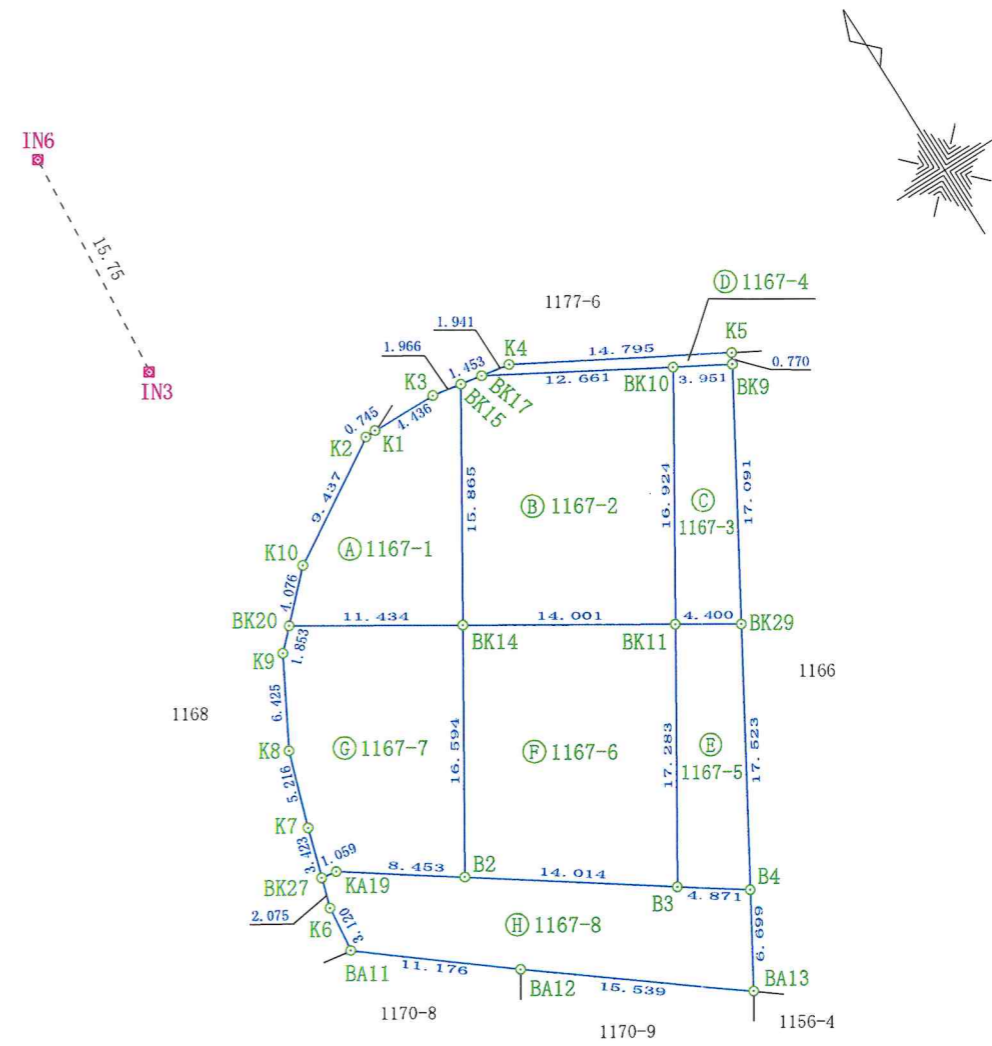 IN6
15.75
IN3
Ⓓ 1167-4
1177-6
1.941
K5
1.966
K4
14.795
0.770
1.453
12.661
BK10
3.951
BK9
K3
BK17
BK15
0.745
4.436
K2
K1
9.437
15.865
16.924
17.091
Ⓑ 1167-2
Ⓒ
1167-3
Ⓐ 1167-1
K10
4.076
BK20
11.434
14.001
4.400
BK29
1.853
BK14
BK11
K9
1166
6.425
1168
Ⓖ 1167-7
16.594
Ⓕ 1167-6
17.283
Ⓔ
1167-5
17.523
K8
5.216
K7
3.423
1.059
BK27
KA19
8.453
B2
14.014
B3
4.871
B4
2.075
K6
3.120
Ⓗ 1167-8
6.699
BA11
11.176
BA12
15.539
BA13
1170-8
1170-9
1156-4